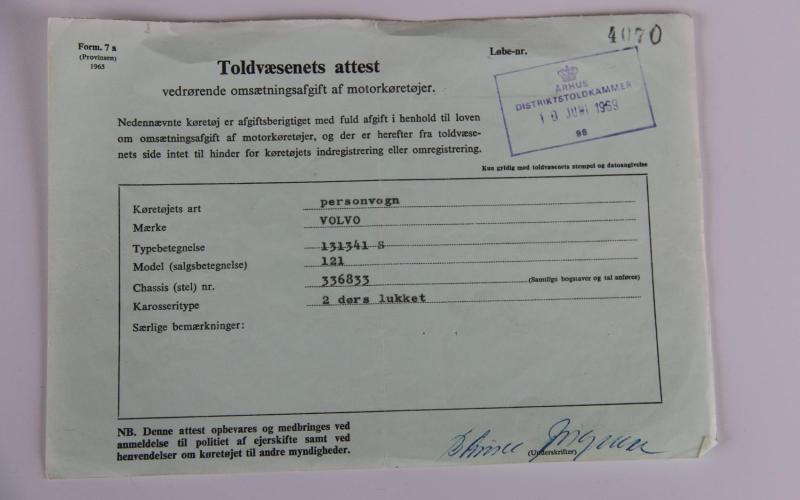 Form. 7 a
(Provinsen)
1965
Løbe-nr.
4070
Toldvæsenets attest
vedrørende omsætningsafgift af motorkøretøjer.
ÅRHUS
DISTRIKTSTOLDKAMMER
10 JUNI 1969
98
Nedennævnte køretøj er afgiftsberigtiget med fuld afgift i henhold til loven
om omsætningsafgift af motorkøretøjer, og der er herefter fra toldvæse-
nets side intet til hinder for køretøjets indregistrering eller omregistrering.
Kun gyldig med toldvæsenets stempel og datoangivelse
Køretøjets art personvogn
Mærke VOLVO
Typebetegnelse 131341 S
Model (salgsbetegnelse) 121
Chassis (stel) nr. 336833 (Samtlige bogstaver og tal anføres)
Karosseritype 2 dørs lukket
Særlige bemærkninger:
NB. Denne attest opbevares og medbringes ved
anmeldelse til politiet af ejerskifte samt ved
henvendelser om køretøjet til andre myndigheder.
(Underskrifter)